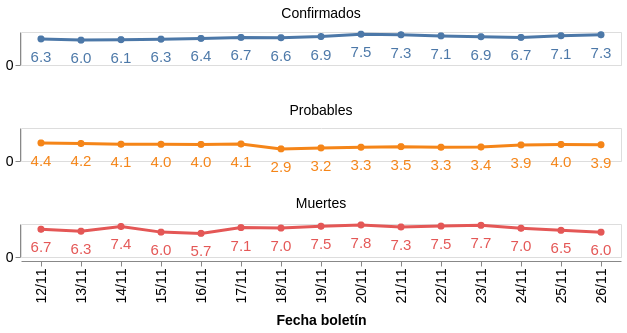 Confirmados
0
6.3 6.0 6.1 6.3 6.4 6.7 6.6 6.9 7.5 7.3 7.1 6.9 6.7 7.1 7.3
Probables
0
4.4 4.2 4.1 4.0 4.0 4.1 2.9 3.2 3.3 3.5 3.3 3.4 3.9 4.0 3.9
Muertes
0
6.7 6.3 7.4 6.0 5.7 7.1 7.0 7.5 7.8 7.3 7.5 7.7 7.0 6.5 6.0
12/11 13/11 14/11 15/11 16/11 17/11 18/11 19/11 20/11 21/11 22/11 23/11 24/11 25/11 26/11
Fecha boletín